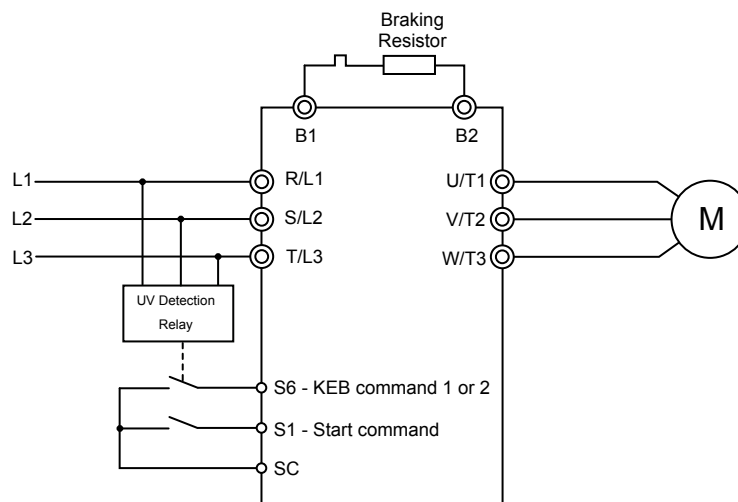 Braking
Resistor
B1
B2
L1
R/L1
U/T1
L2
S/L2
V/T2
M
L3
T/L3
W/T3
UV Detection
Relay
S6 - KEB command 1 or 2
S1 - Start command
SC